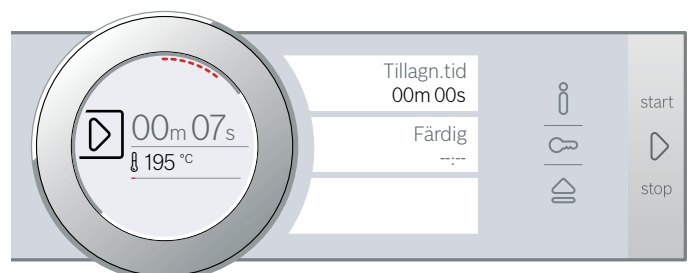 00m 07s
195 °C
Tillagn.tid
00m 00s
Färdig
--:--
start
stop